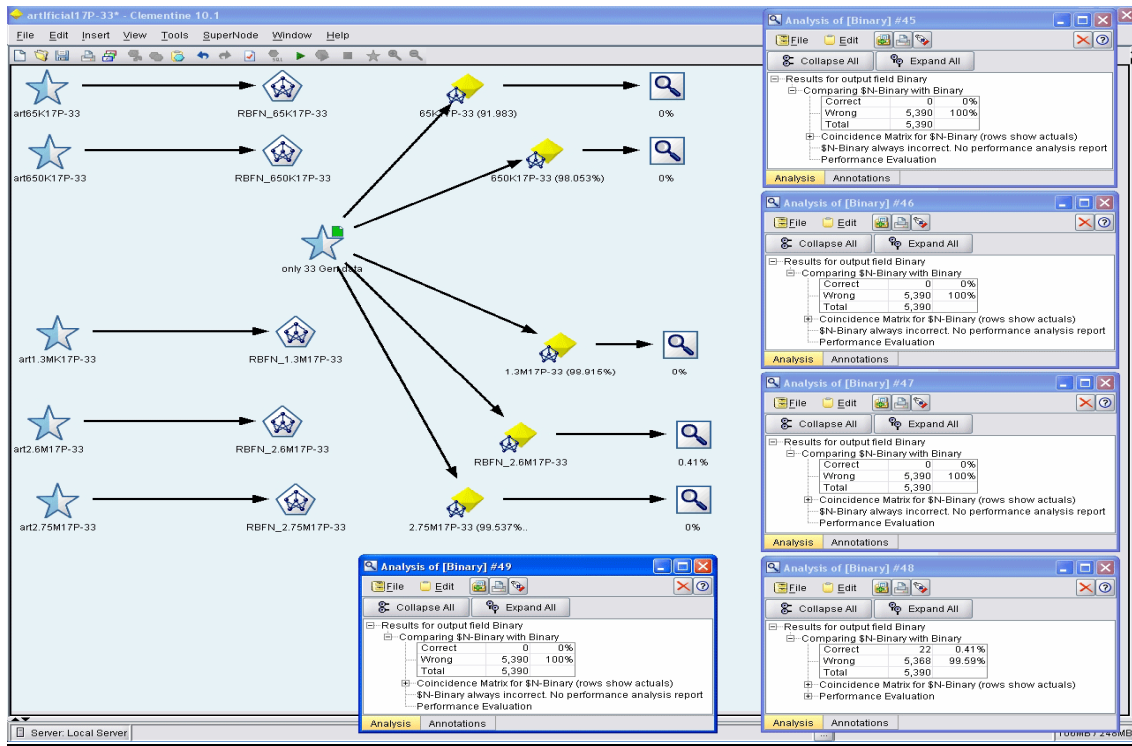 artIficial17P-33* - Clementine 10.1
File Edit Insert View Tools SuperNode Window Help
art65K17P-33
RBFN_65K17P-33
65K17P-33 (91.983)
0%
art650K17P-33
RBFN_650K17P-33
650K17P-33 (98.053%)
0%
only 33 Gen data
art1.3MK17P-33
RBFN_1.3M17P-33
1.3M17P-33 (98.916%)
0%
art2.6M17P-33
RBFN_2.6M17P-33
RBFN_2.6M17P-33
0.41%
art2.75M17P-33
RBFN_2.75M17P-33
2.75M17P-33 (99.537%..
0%
Analysis of [Binary] #45
File Edit
Collapse All Expand All
Results for output field Binary
Comparing $N-Binary with Binary
Correct 0 0%
Wrong 5,390 100%
Total 5,390
Coincidence Matrix for $N-Binary (rows show actuals)
$N-Binary always incorrect. No performance analysis report
Performance Evaluation
Analysis Annotations
Analysis of [Binary] #46
File Edit
Collapse All Expand All
Results for output field Binary
Comparing $N-Binary with Binary
Correct 0 0%
Wrong 5,390 100%
Total 5,390
Coincidence Matrix for $N-Binary (rows show actuals)
$N-Binary always incorrect. No performance analysis report
Performance Evaluation
Analysis Annotations
Analysis of [Binary] #47
File Edit
Collapse All Expand All
Results for output field Binary
Comparing $N-Binary with Binary
Correct 0 0%
Wrong 5,390 100%
Total 5,390
Coincidence Matrix for $N-Binary (rows show actuals)
$N-Binary always incorrect. No performance analysis report
Performance Evaluation
Analysis Annotations
Analysis of [Binary] #48
File Edit
Collapse All Expand All
Results for output field Binary
Comparing $N-Binary with Binary
Correct 22 0.41%
Wrong 5,368 99.59%
Total 5,390
Coincidence Matrix for $N-Binary (rows show actuals)
Performance Evaluation
Analysis Annotations
Analysis of [Binary] #49
File Edit
Collapse All Expand All
Results for output field Binary
Comparing $N-Binary with Binary
Correct 0 0%
Wrong 5,390 100%
Total 5,390
Coincidence Matrix for $N-Binary (rows show actuals)
$N-Binary always incorrect. No performance analysis report
Performance Evaluation
Analysis Annotations
Server: Local Server